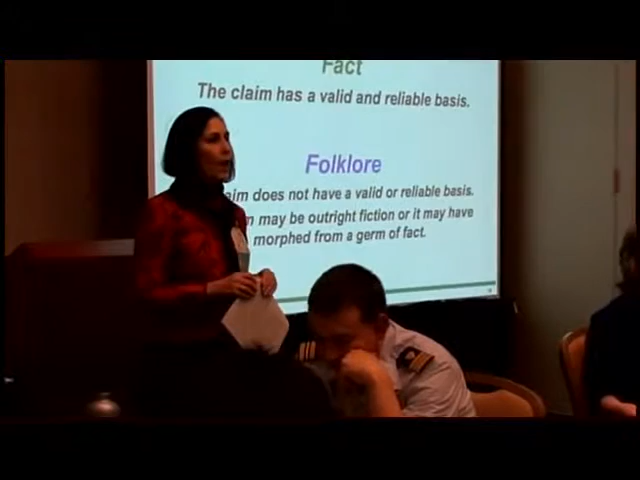 Fact
The claim has a valid and reliable basis.
Folklore
does not have a valid or reliable basis.
may be outright fiction or it may have
morphed from a germ of fact.